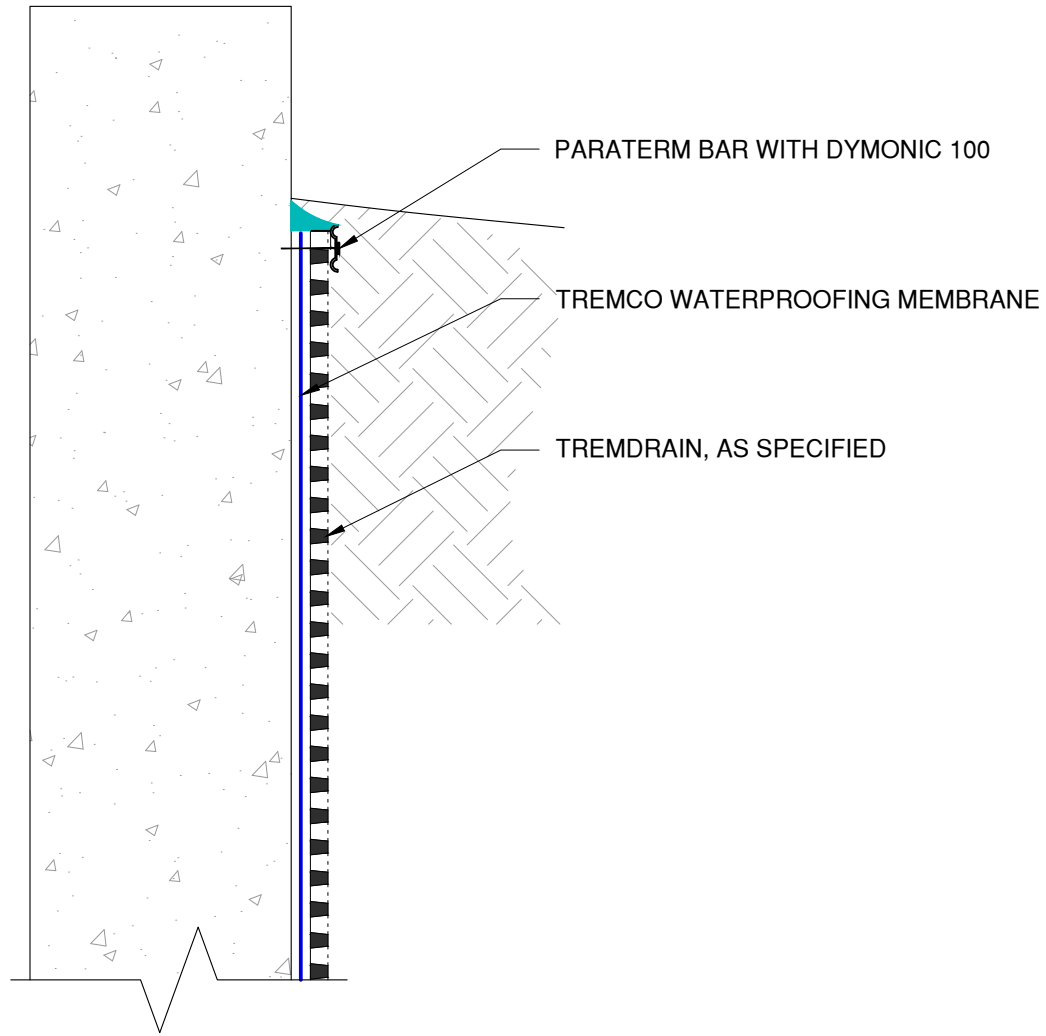 PARATERM BAR WITH DYMONIC 100
TREMCO WATERPROOFING MEMBRANE
TREMDRAIN, AS SPECIFIED